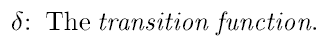 δ: The transition function.